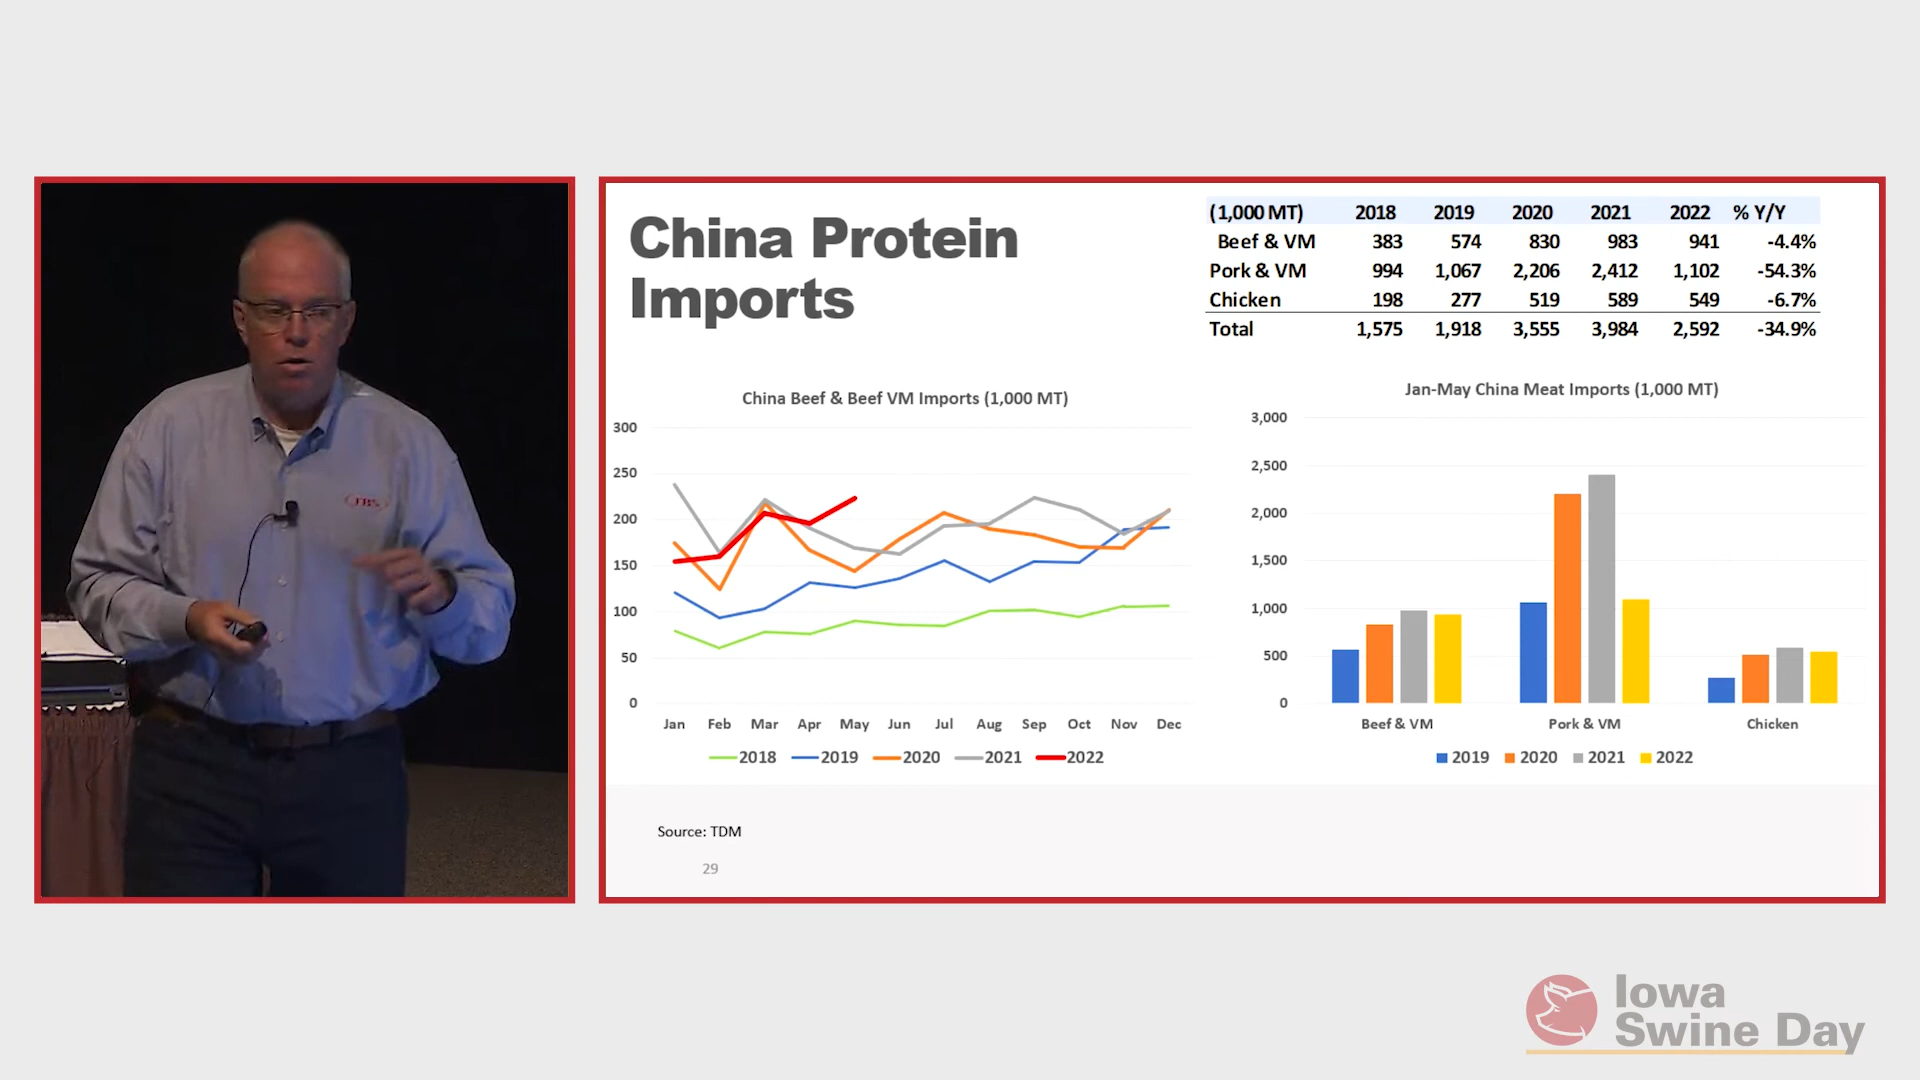 JBS
China Protein
Imports
(1,000 MT) 2018 2019 2020 2021 2022 % Y/Y
Beef & VM 383 574 830 983 941 -4.4%
Pork & VM 994 1,067 2,206 2,412 1,102 -54.3%
Chicken 198 277 519 589 549 -6.7%
Total 1,575 1,918 3,555 3,984 2,592 -34.9%
China Beef & Beef VM Imports (1,000 MT)
300
250
200
150
100
50
0
Jan Feb Mar Apr May Jun Jul Aug Sep Oct Nov Dec
2018 2019 2020 2021 2022
Jan-May China Meat Imports (1,000 MT)
3,000
2,500
2,000
1,500
1,000
500
0
Beef & VM Pork & VM Chicken
2019 2020 2021 2022
Source: TDM
29
Iowa
Swine Day